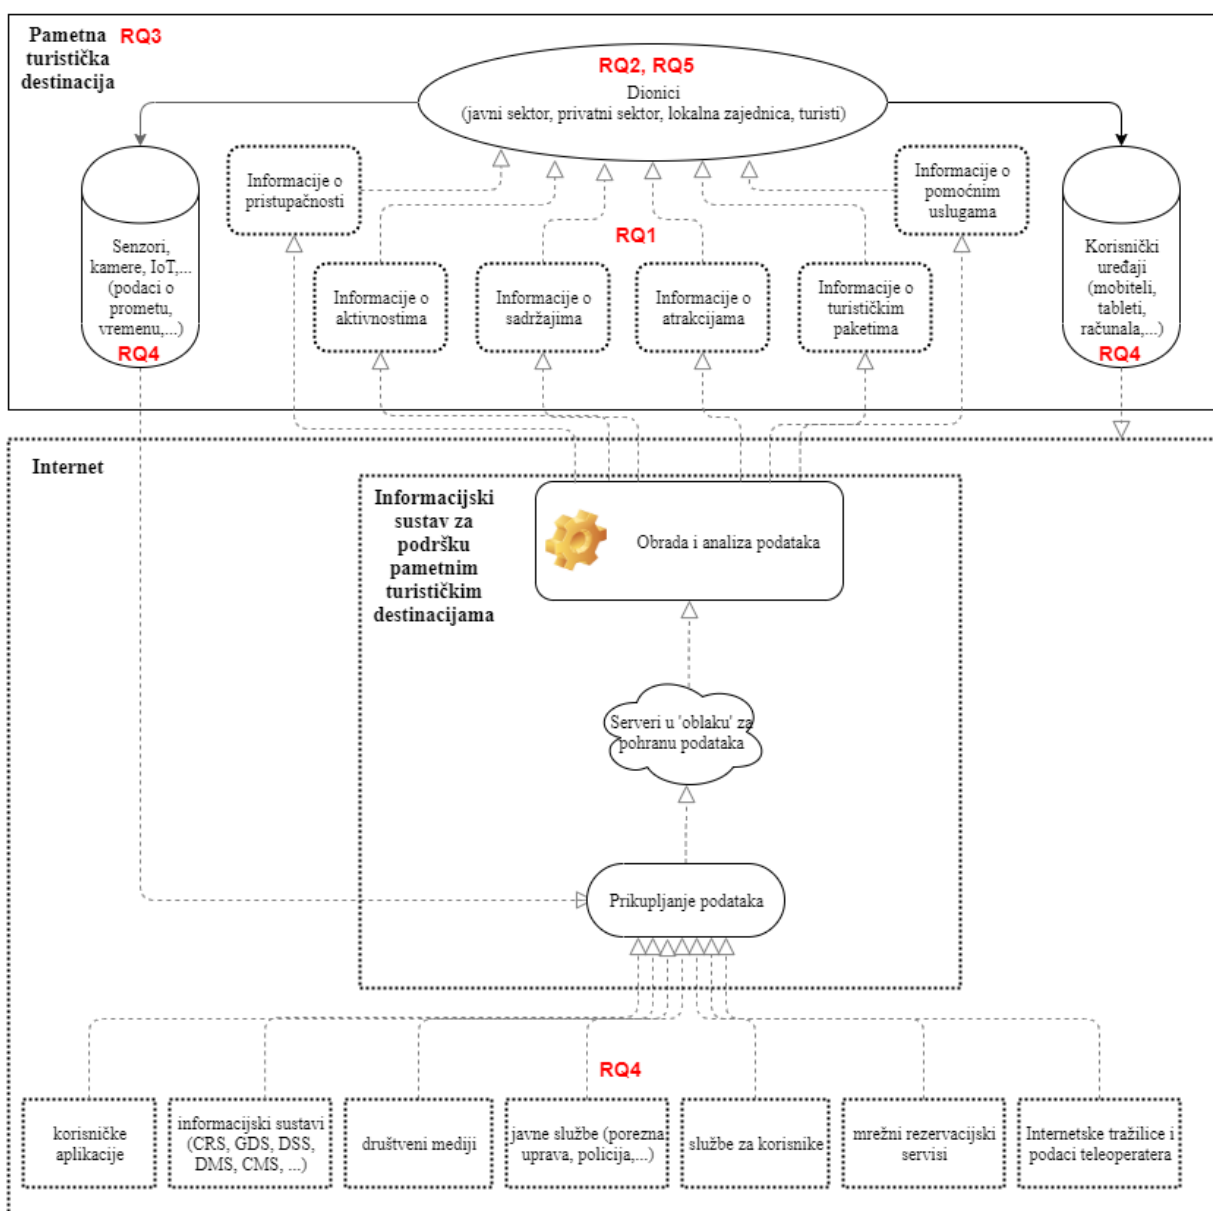 Pametna turistička destinacija
RQ3
RQ2, RQ5
Dionici
(javni sektor, privatni sektor, lokalna zajednica, turisti)
Informacije o
pristupačnosti
Informacije o
pomoćnim
uslugama
Senzori,
kamere, IoT,...
(podaci o
prometu,
vremenu,...)
RQ4
RQ1
Korisnički
uređaji
(mobiteli,
tableti,
računala,...)
RQ4
Informacije o
aktivnostima
Informacije o
sadržajima
Informacije o
atrakcijama
Informacije o
turističkim
paketima
Internet
Informacijski
sustav za
podršku
pametnim
turističkim
destinacijama
Obrada i analiza podataka
Serveri u 'oblaku' za
pohranu podataka
Prikupljanje podataka
RQ4
korisničke
aplikacije
informacijski sustavi
(CRS, GDS, DSS,
DMS, CMS, ...)
društveni mediji
javne službe (porezna
uprava, policija,...)
službe za korisnike
mrežni rezervacijski
servisi
Internetske tražilice i
podaci teleoperatera